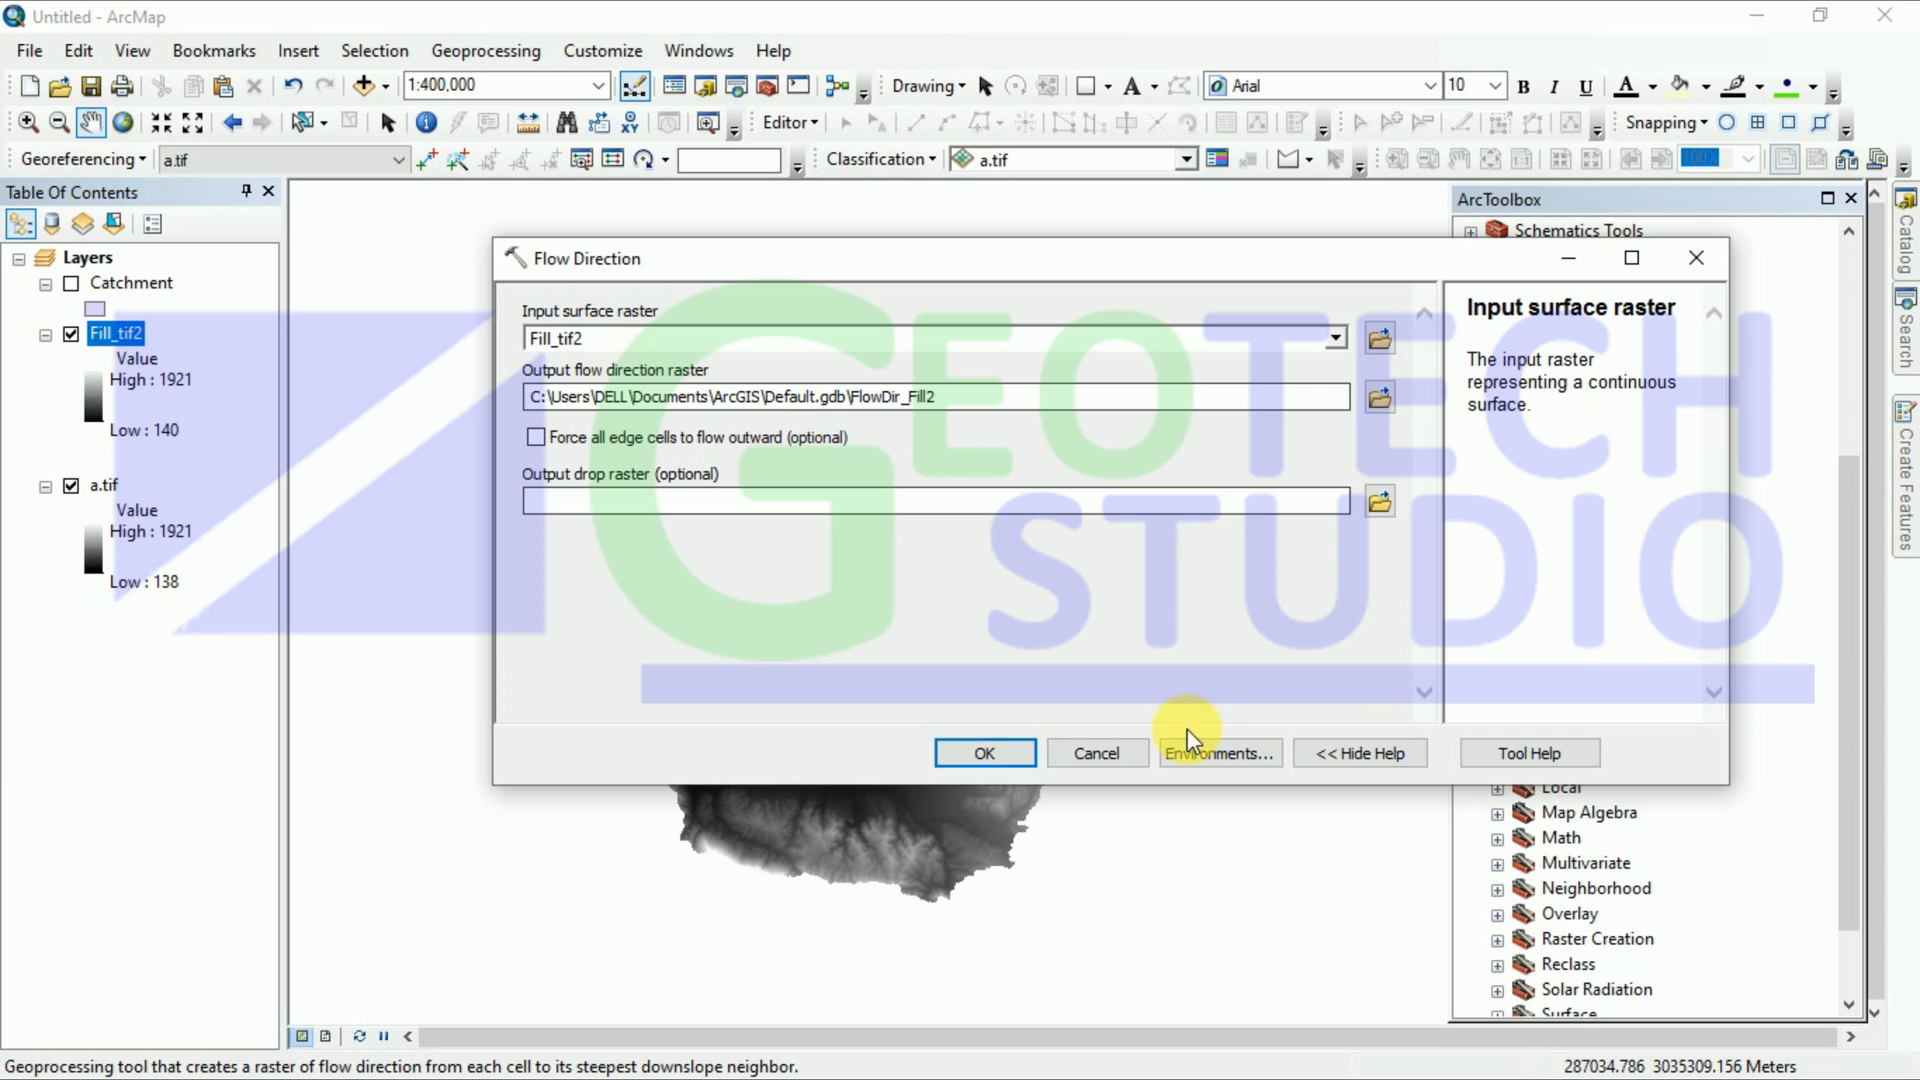 Untitled - ArcMap
File Edit View Bookmarks Insert Selection Geoprocessing Customize Windows Help
1:400,000 Drawing Arial 10 B I U
Editor Snapping
Georeferencing a.tif Classification a.tif 100%
Table Of Contents
Layers
Catchment
Fill_tif2
Value
High : 1921
Low : 140
a.tif
Value
High : 1921
Low : 138
Flow Direction
Input surface raster
Fill_tif2
Output flow direction raster
C:\Users\DELL\Documents\ArcGIS\Default.gdb\FlowDir_Fill2
Force all edge cells to flow outward (optional)
Output drop raster (optional)
Input surface raster
The input raster
representing a continuous
surface.
OK Cancel Environments... << Hide Help Tool Help
GEOTECH
STUDIO
ArcToolbox
Schematics Tools
Local
Map Algebra
Math
Multivariate
Neighborhood
Overlay
Raster Creation
Reclass
Solar Radiation
Surface
Catalog
Search
Create Features
Geoprocessing tool that creates a raster of flow direction from each cell to its steepest downslope neighbor.
287034.786 3035309.156 Meters